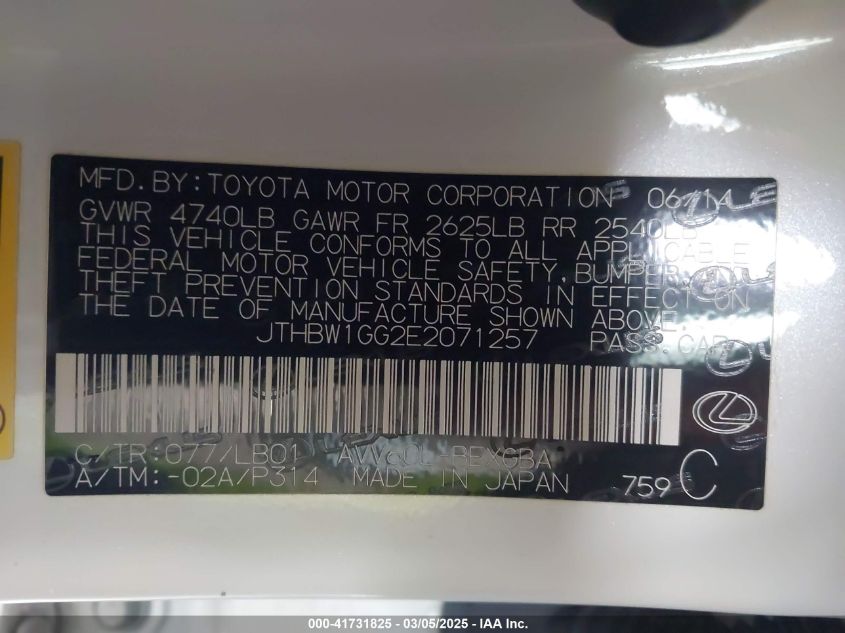 MFD.BY:TOYOTA MOTOR CORPORATION 06/14
GVWR 4740LB GAWR FR 2625LB RR 2540LB
THIS VEHICLE CONFORMS TO ALL APPLICABLE
FEDERAL MOTOR VEHICLE SAFETY, BUMPER,
THEFT PREVENTION STANDARDS IN EFFECT ON
THE DATE OF MANUFACTURE SHOWN ABOVE.
JTHBW1GG2E2071257 PASS.CAR
C/TR:077/LB01 AVV60L-BEXGBA
A/TM:-02A/P314 MADE IN JAPAN 759 C
000-41731825 - 03/05/2025 - IAA Inc.